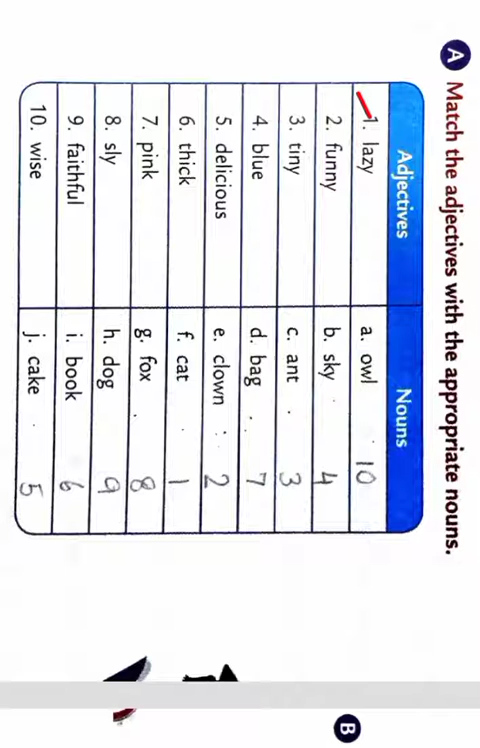 A Match the adjectives with the appropriate nouns.
Adjectives Nouns
1. lazy a. owl 10
2. funny b. sky 4
3. tiny c. ant 3
4. blue d. bag 7
5. delicious e. clown 2
6. thick f. cat 1
7. pink g. fox 8
8. sly h. dog 9
9. faithful i. book 6
10. wise j. cake 5
B